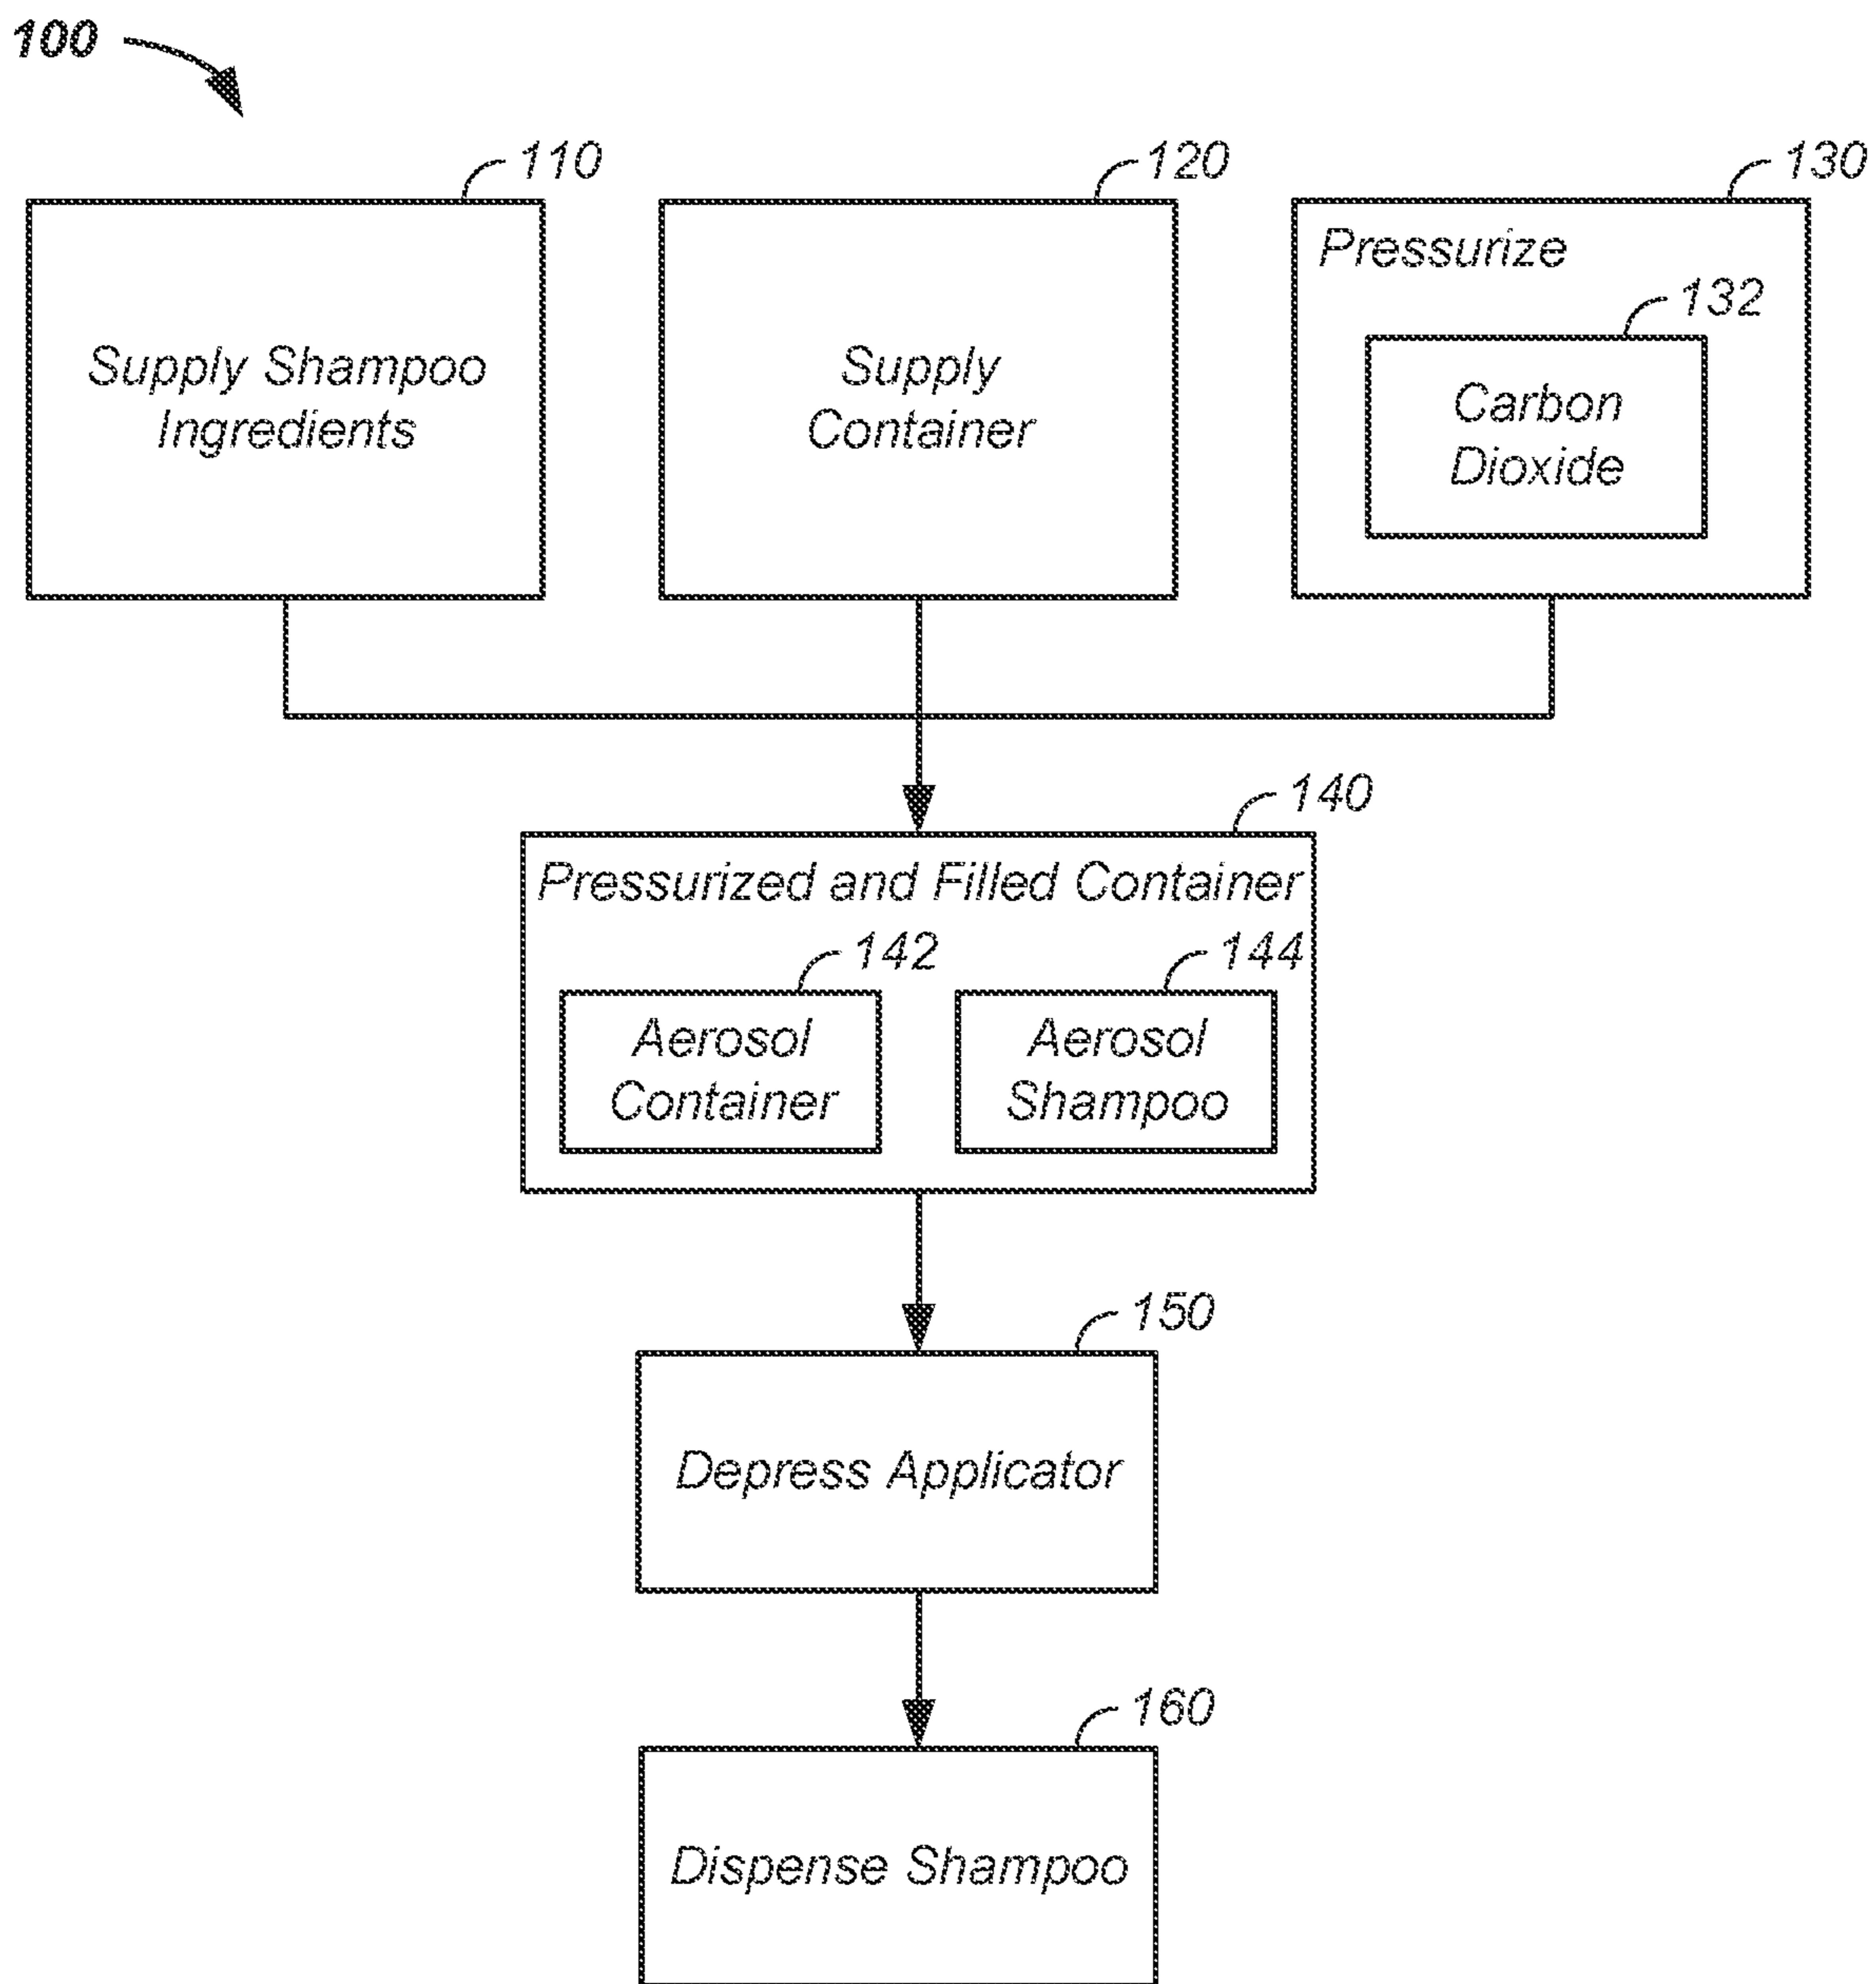 100
110
120
130
Pressurize
132
Supply Shampoo
Ingredients
Supply
Container
Carbon
Dioxide
140
Pressurized and Filled Container
142
144
Aerosol
Container
Aerosol
Shampoo
150
Depress Applicator
160
Dispense Shampoo